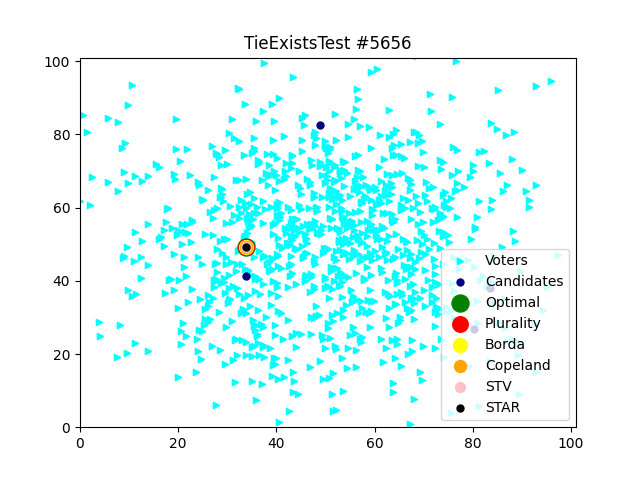 TieExistsTest #5656
100
80
60
40
20
0
0
20
40
60
80
100
Voters
Candidates
Optimal
Plurality
Borda
Copeland
STV
STAR